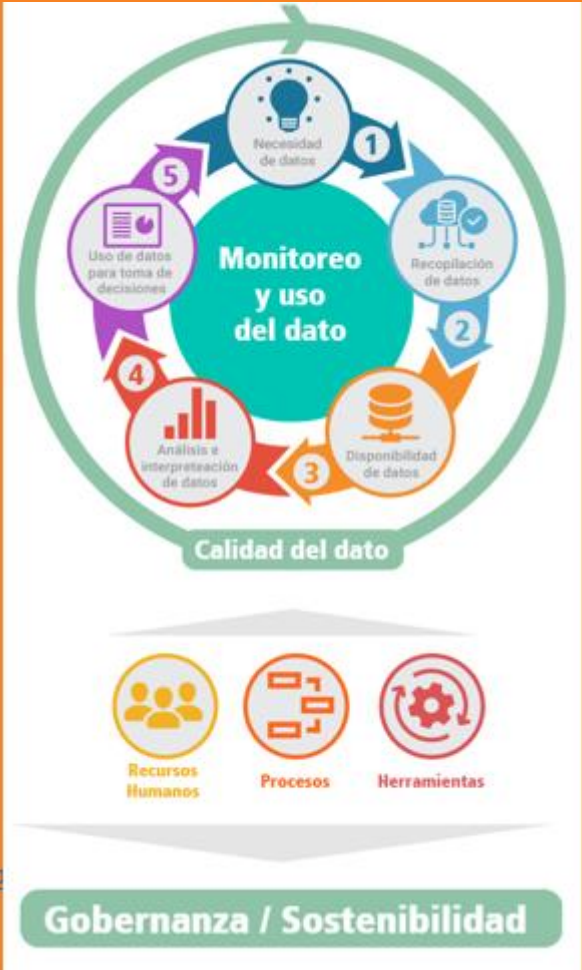 Necesidad
de datos
1
Recopilación
de datos
2
Disponibilidad
de datos
3
Análisis e
interpreteación
de datos
4
Uso de datos
para toma de
decisiones
5
Monitoreo
y uso
del dato
Calidad del dato
Recursos
Humanos
Procesos
Herramientas
Gobernanza / Sostenibilidad